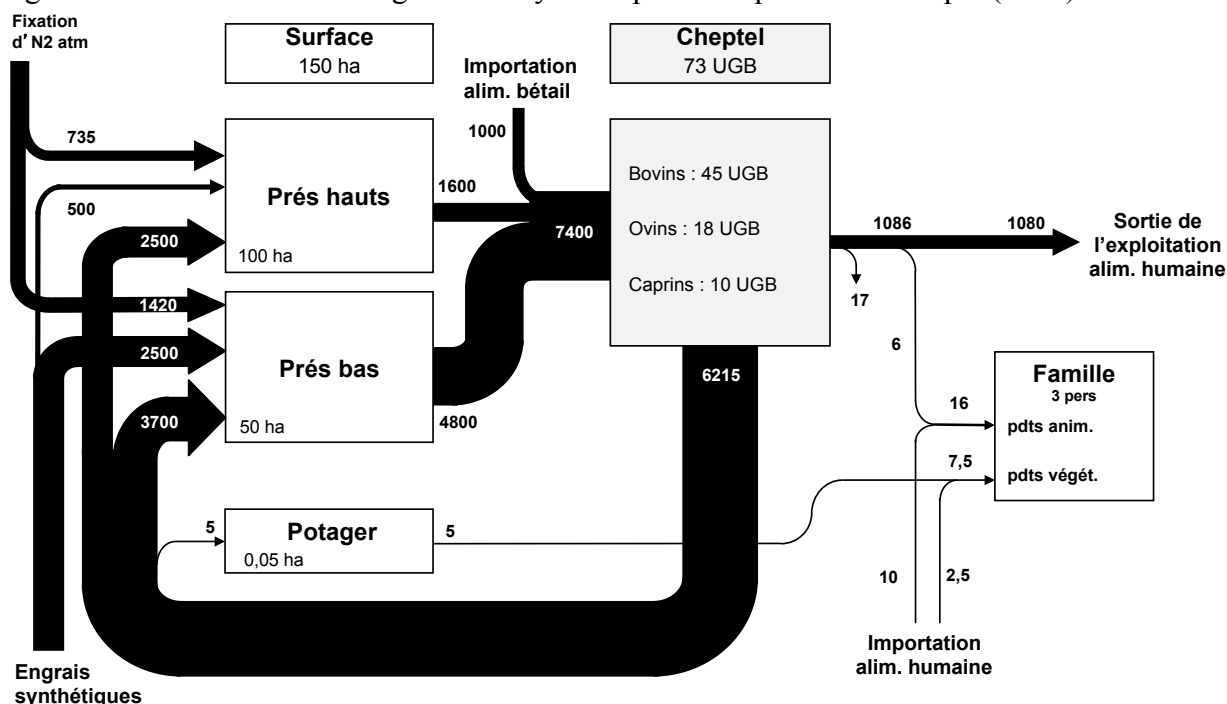 Fixation
d'N2 atm
Surface
150 ha
Cheptel
73 UGB
Importation
alim. bétail
1000
735
500
2500
Prés hauts
100 ha
1600
7400
Bovins : 45 UGB
Ovins : 18 UGB
Caprins : 10 UGB
1086
1080
Sortie de
l'exploitation
alim. humaine
17
1420
2500
3700
Prés bas
50 ha
4800
6215
6
Famille
3 pers
16
pdts anim.
7,5
pdts végét.
5
Potager
0,05 ha
5
10
2,5
Importation
alim. humaine
Engrais
synthétiques